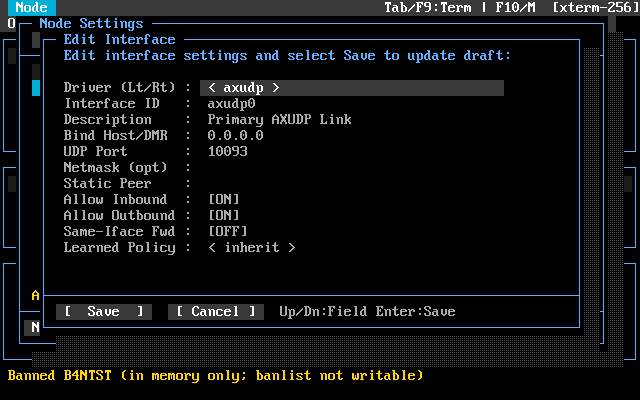 Node Tab/F9:Term | F10/M [xterm-256]
O Node Settings
Edit Interface
Edit interface settings and select Save to update draft:
Driver (Lt/Rt) : < axudp >
Interface ID : axudp0
Description : Primary AXUDP Link
Bind Host/DMR : 0.0.0.0
UDP Port : 10093
Netmask (opt) :
Static Peer :
Allow Inbound : [ON]
Allow Outbound : [ON]
Same-Iface Fwd : [OFF]
Learned Policy : < inherit >
A
[ Save ] [ Cancel ] Up/Dn:Field Enter:Save
N
Banned B4NTST (in memory only; banlist not writable)